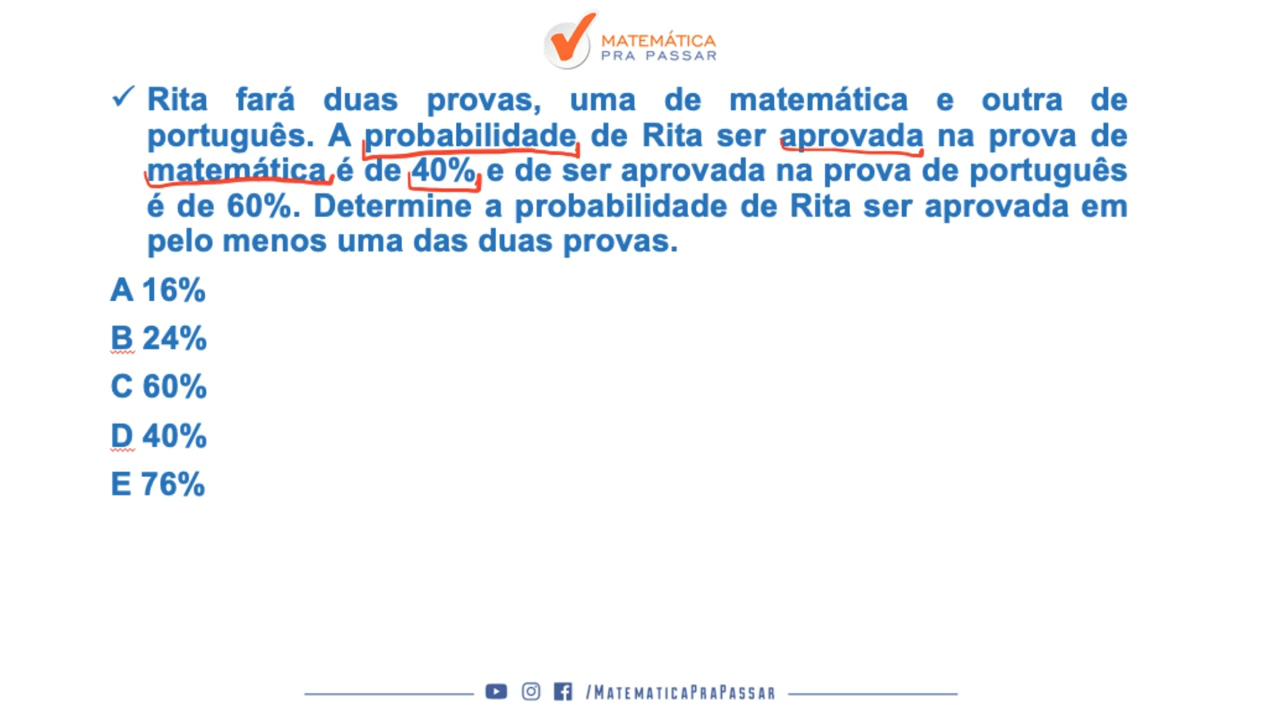 MATEMÁTICA
PRA PASSAR
✓ Rita fará duas provas, uma de matemática e outra de
português. A probabilidade de Rita ser aprovada na prova de
matemática é de 40% e de ser aprovada na prova de português
é de 60%. Determine a probabilidade de Rita ser aprovada em
pelo menos uma das duas provas.
A 16%
B 24%
C 60%
D 40%
E 76%
/MATEMATICAPRAPASSAR